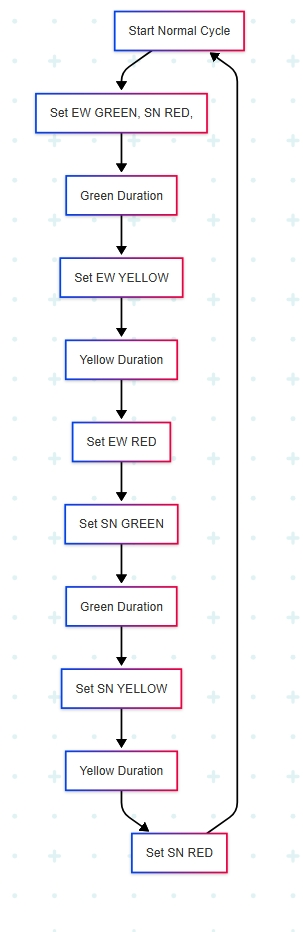 Start Normal Cycle
Set EW GREEN, SN RED,
Green Duration
Set EW YELLOW
Yellow Duration
Set EW RED
Set SN GREEN
Green Duration
Set SN YELLOW
Yellow Duration
Set SN RED